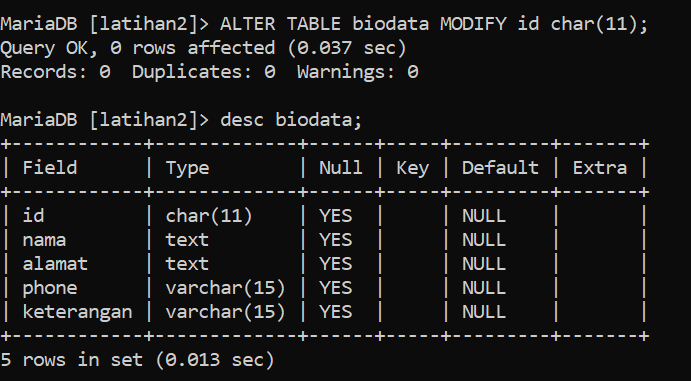 MariaDB [latihan2]> ALTER TABLE biodata MODIFY id char(11);
Query OK, 0 rows affected (0.037 sec)
Records: 0  Duplicates: 0  Warnings: 0

MariaDB [latihan2]> desc biodata;
+------------+-------------+------+-----+---------+-------+
| Field      | Type        | Null | Key | Default | Extra |
+------------+-------------+------+-----+---------+-------+
| id         | char(11)    | YES  |     | NULL    |       |
| nama       | text        | YES  |     | NULL    |       |
| alamat     | text        | YES  |     | NULL    |       |
| phone      | varchar(15) | YES  |     | NULL    |       |
| keterangan | varchar(15) | YES  |     | NULL    |       |
+------------+-------------+------+-----+---------+-------+
5 rows in set (0.013 sec)